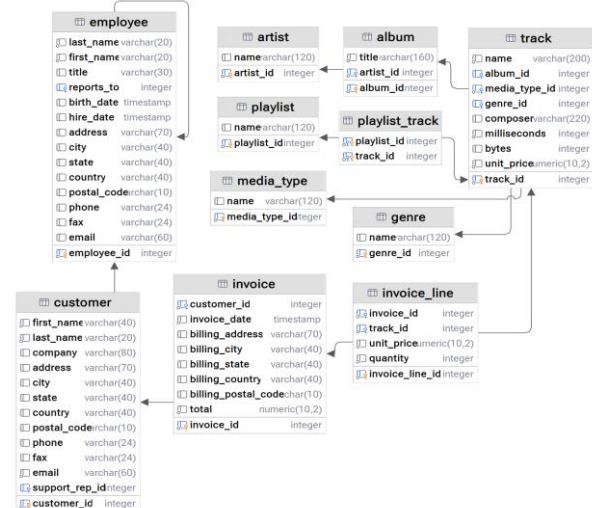 employee
last_name varchar(20)
first_name varchar(20)
title varchar(30)
reports_to integer
birth_date timestamp
hire_date timestamp
address varchar(70)
city varchar(40)
state varchar(40)
country varchar(40)
postal_code varchar(10)
phone varchar(24)
fax varchar(24)
email varchar(60)
employee_id integer
artist
name varchar(120)
artist_id integer
album
title varchar(160)
artist_id integer
album_id integer
track
name varchar(200)
album_id integer
media_type_id integer
genre_id integer
composer varchar(220)
milliseconds integer
bytes integer
unit_price numeric(10,2)
track_id integer
playlist
name varchar(120)
playlist_id integer
playlist_track
playlist_id integer
track_id integer
media_type
name varchar(120)
media_type_id integer
genre
name varchar(120)
genre_id integer
customer
first_name varchar(40)
last_name varchar(20)
company varchar(80)
address varchar(70)
city varchar(40)
state varchar(40)
country varchar(40)
postal_code varchar(10)
phone varchar(24)
fax varchar(24)
email varchar(60)
support_rep_id integer
customer_id integer
invoice
customer_id integer
invoice_date timestamp
billing_address varchar(70)
billing_city varchar(40)
billing_state varchar(40)
billing_country varchar(40)
billing_postal_code char(10)
total numeric(10,2)
invoice_id integer
invoice_line
invoice_id integer
track_id integer
unit_price numeric(10,2)
quantity integer
invoice_line_id integer